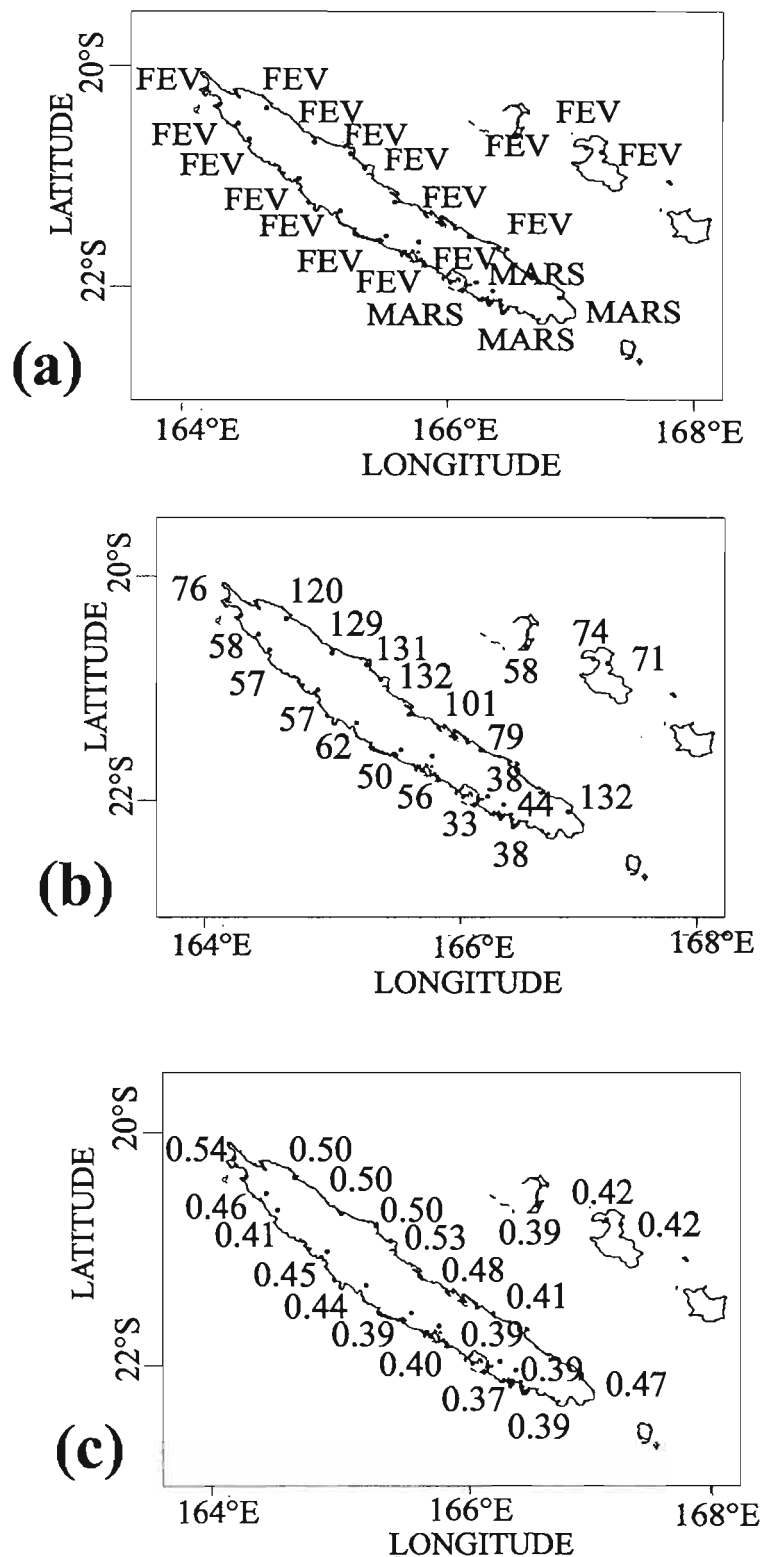 20°S
FEV FEV
FEV FEV
FEV FEV FEV FEV
FEV FEV FEV
FEV FEV
FEV FEV
FEV FEV MARS
FEV
MARS MARS
MARS
22°S
LATITUDE
(a)
164°E 166°E 168°E
LONGITUDE
20°S
76 120
129 74
58 131 58 71
57 132
57 101
62 79
50 38
56 44 132
33
38
22°S
LATITUDE
(b)
164°E 166°E 168°E
LONGITUDE
20°S
0.54 0.50
0.50 0.42
0.46 0.50 0.39 0.42
0.41 0.53
0.45 0.48
0.44 0.41
0.39 0.39
0.40 0.39
0.37 0.47
0.39
22°S
LATITUDE
(c)
164°E 166°E 168°E
LONGITUDE